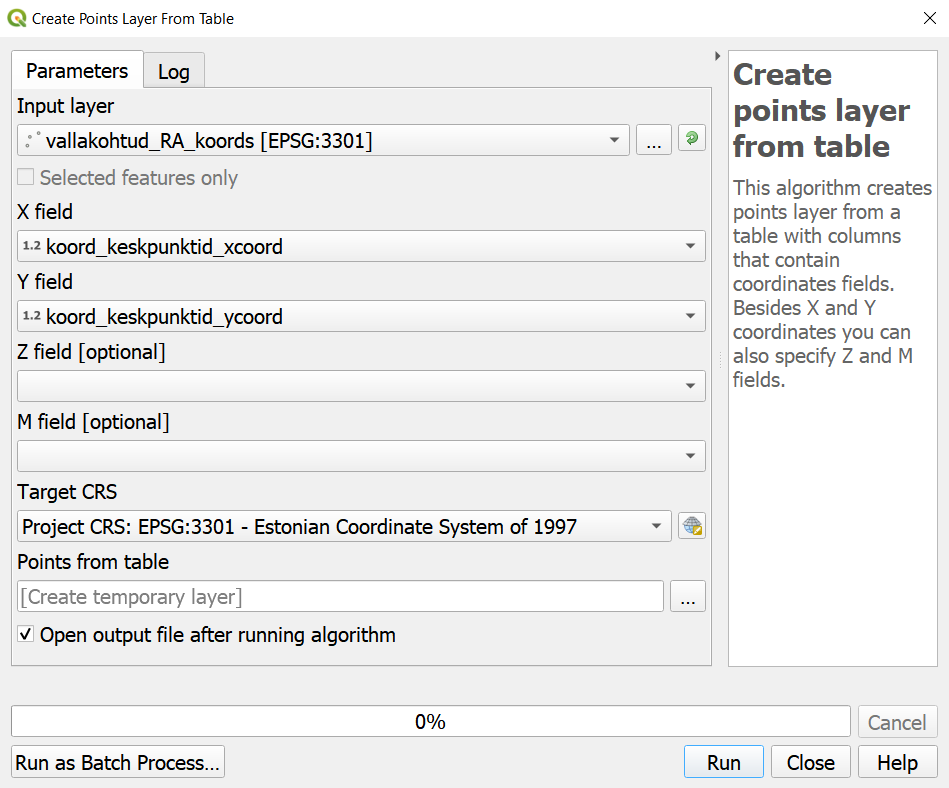 Create Points Layer From Table
Parameters
Log
Input layer
vallakohtud_RA_koords [EPSG:3301]
...
Selected features only
X field
1.2 koord_keskpunktid_xcoord
Y field
1.2 koord_keskpunktid_ycoord
Z field [optional]
M field [optional]
Target CRS
Project CRS: EPSG:3301 - Estonian Coordinate System of 1997
Points from table
[Create temporary layer]
...
Open output file after running algorithm
Create
points layer
from table
This algorithm creates
points layer from a
table with columns
that contain
coordinates fields.
Besides X and Y
coordinates you can
also specify Z and M
fields.
0%
Cancel
Run as Batch Process...
Run
Close
Help